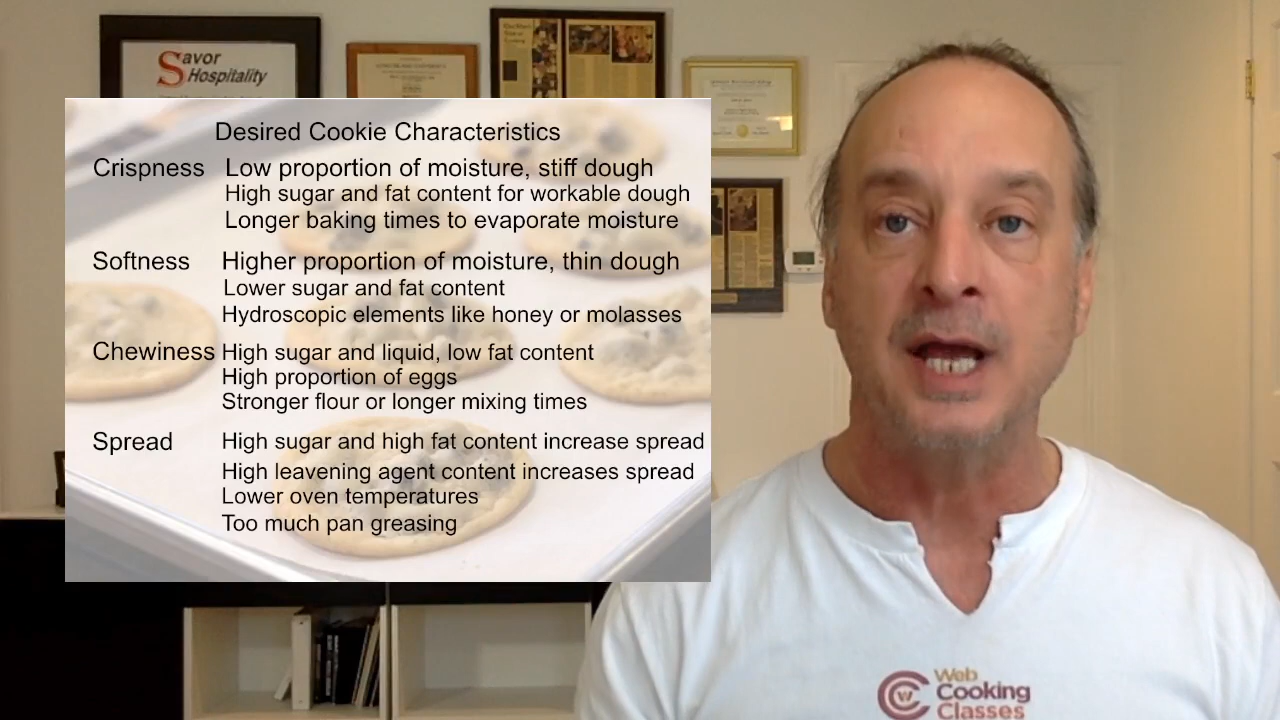 Savor
Hospitality
Desired Cookie Characteristics
Crispness Low proportion of moisture, stiff dough
High sugar and fat content for workable dough
Longer baking times to evaporate moisture
Softness Higher proportion of moisture, thin dough
Lower sugar and fat content
Hydroscopic elements like honey or molasses
Chewiness High sugar and liquid, low fat content
High proportion of eggs
Stronger flour or longer mixing times
Spread High sugar and high fat content increase spread
High leavening agent content increases spread
Lower oven temperatures
Too much pan greasing
Web
Cooking
Classes